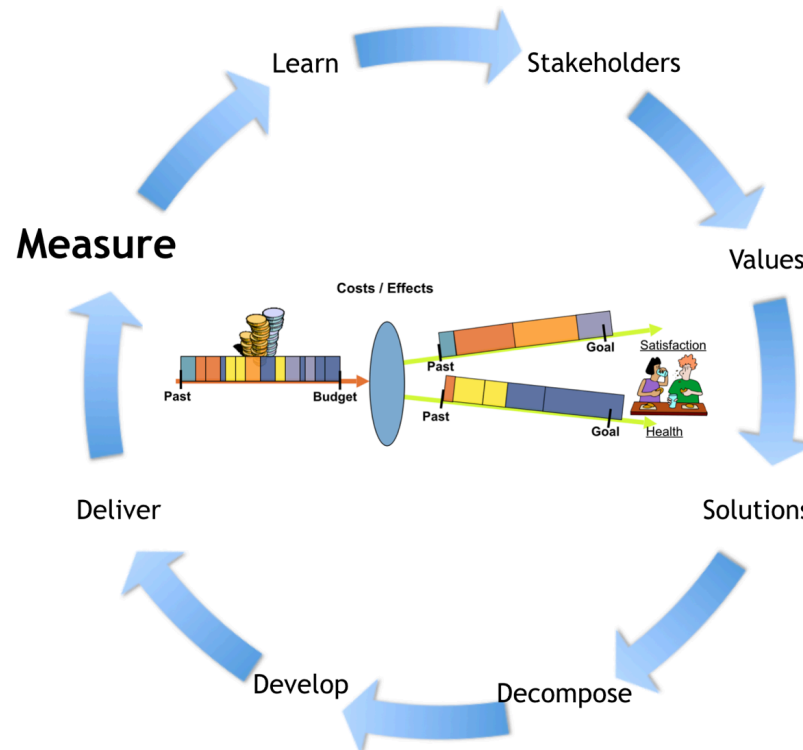 Learn
Stakeholders
Measure
Values
Costs / Effects
Past
Budget
Past
Goal
Satisfaction
Past
Goal
Health
Deliver
Solutions
Develop
Decompose